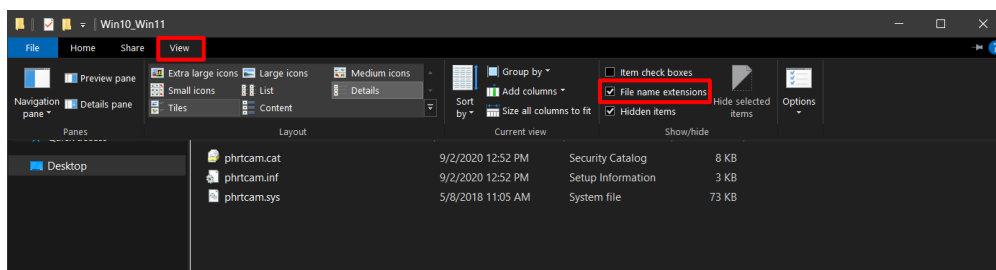 Win10_Win11
File Home Share View
Navigation pane
Preview pane
Details pane
Panes
Extra large icons Large icons Medium icons
Small icons List Details
Tiles Content
Layout
Sort by
Group by
Add columns
Size all columns to fit
Current view
Item check boxes
File name extensions
Hidden items
Hide selected items
Show/hide
Options
Desktop
phrtcam.cat 9/2/2020 12:52 PM Security Catalog 8 KB
phrtcam.inf 9/2/2020 12:52 PM Setup Information 3 KB
phrtcam.sys 5/8/2018 11:05 AM System file 73 KB